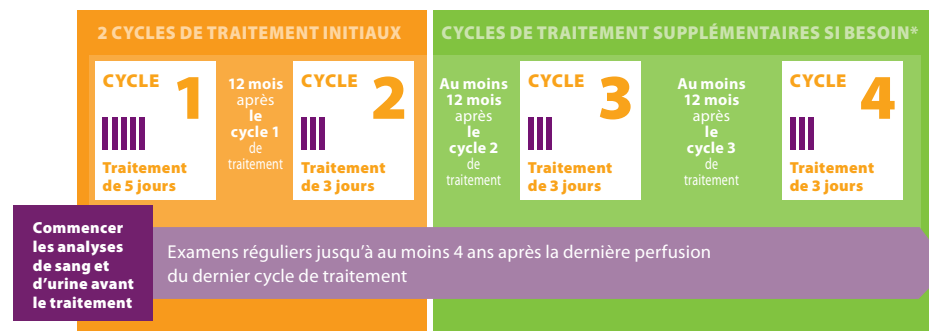 2 CYCLES DE TRAITEMENT INITIAUX
CYCLES DE TRAITEMENT SUPPLÉMENTAIRES SI BESOIN*
CYCLE 1
Traitement
de 5 jours
12 mois
après
le
cycle 1
de
traitement
CYCLE 2
Traitement
de 3 jours
Au moins
12 mois
après
le
cycle 2
de
traitement
CYCLE 3
Traitement
de 3 jours
Au moins
12 mois
après
le
cycle 3
de
traitement
CYCLE 4
Traitement
de 3 jours
Commencer
les analyses
de sang et
d’urine avant
le traitement
Examens réguliers jusqu’à au moins 4 ans après la dernière perfusion
du dernier cycle de traitement